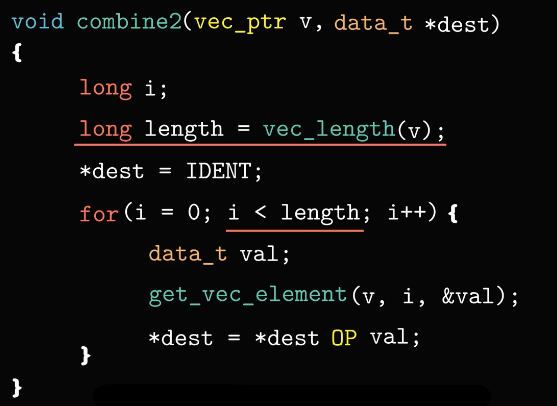 void combine2(vec_ptr v, data_t *dest)
{
long i;
long length = vec_length(v);
*dest = IDENT;
for(i = 0; i < length; i++) {
data_t val;
get_vec_element(v, i, &val);
*dest = *dest OP val;
}
}